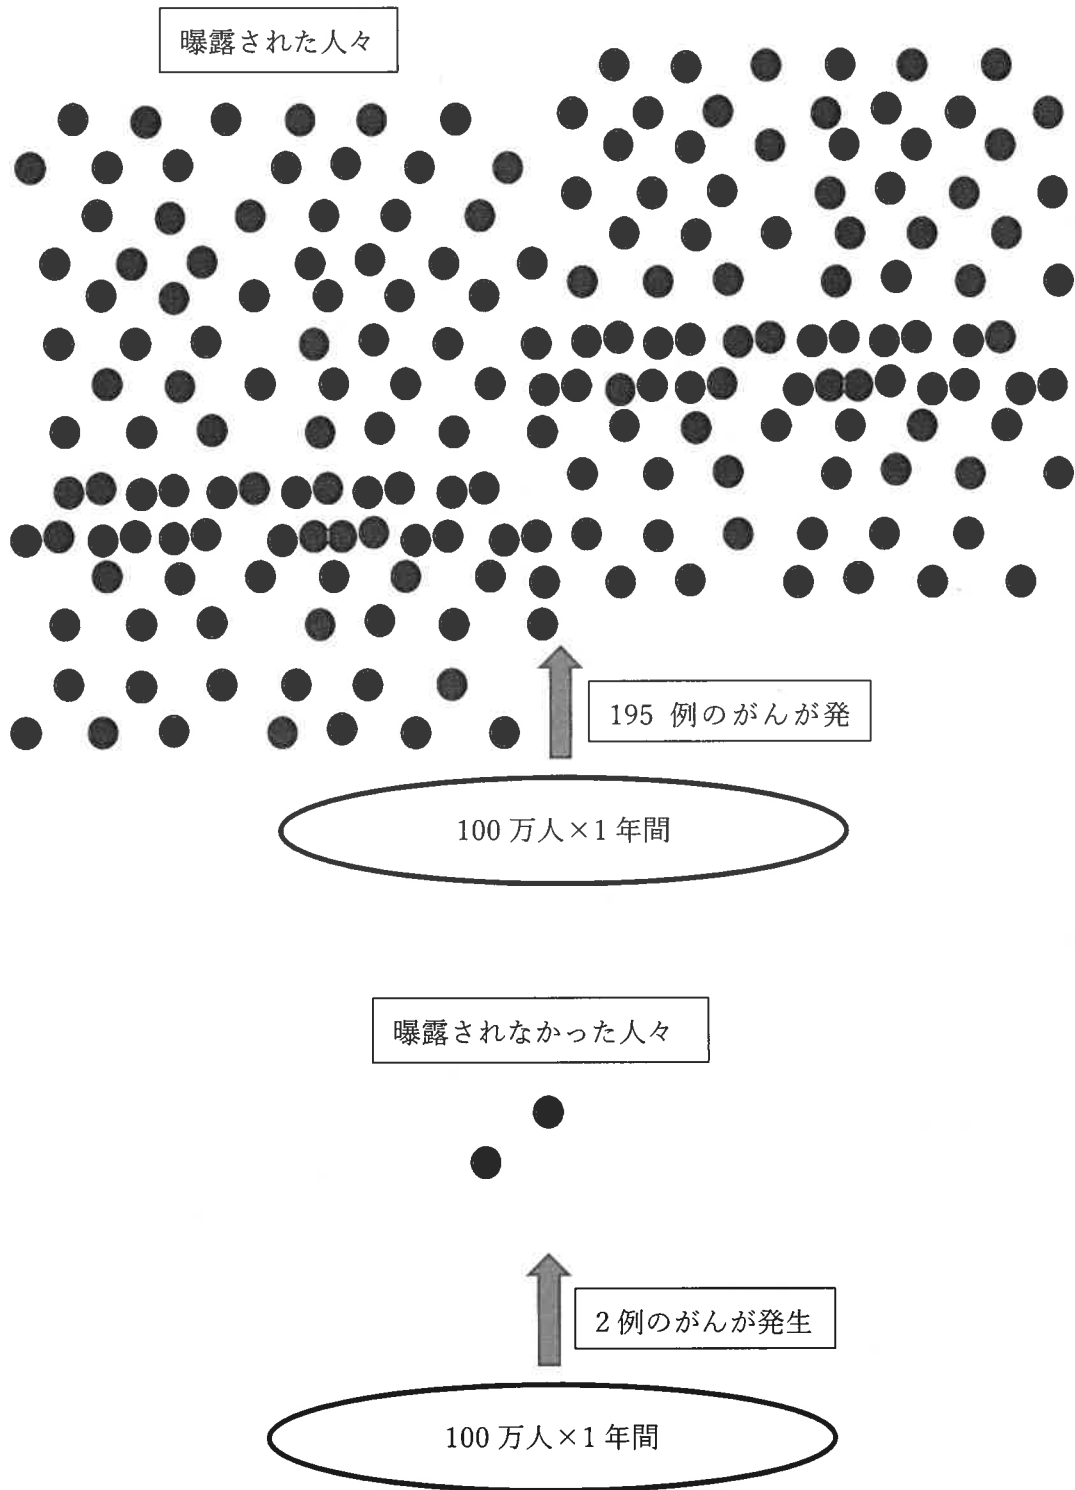 曝露された人々
195 例のがんが発
100 万人×1 年間
曝露されなかった人々
2 例のがんが発生
100 万人×1 年間